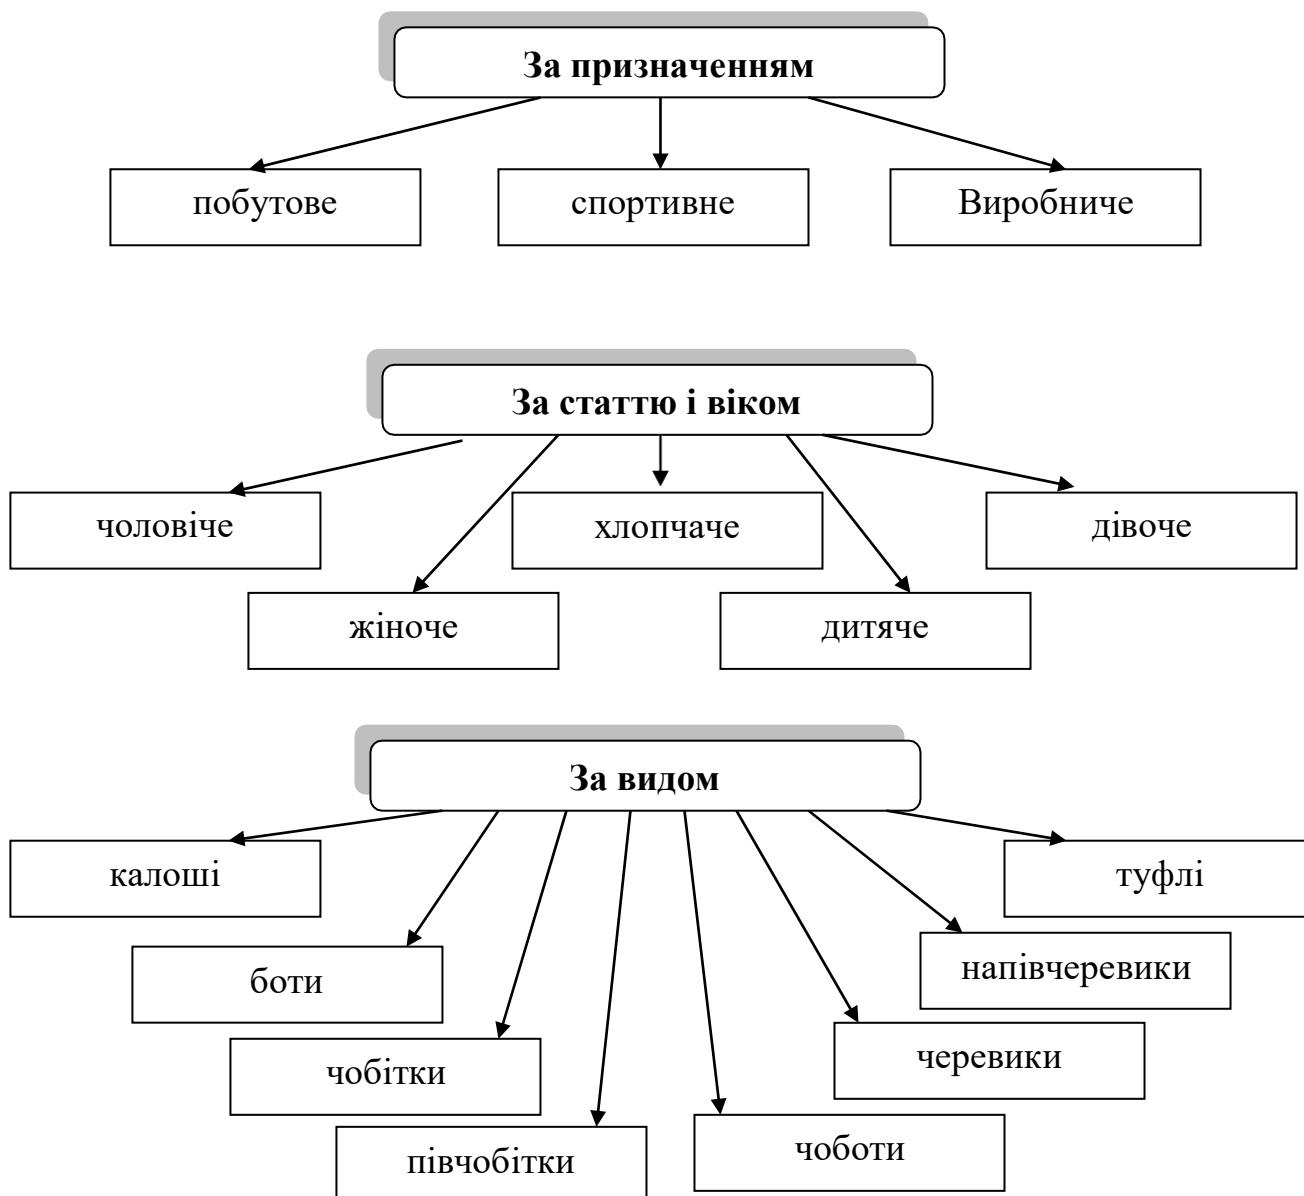 За призначенням
побутове
спортивне
Виробниче
За статтю і віком
чоловіче
хлопчаче
дівоче
жіноче
дитяче
За видом
калоші
туфлі
боти
напівчеревики
чобітки
черевики
півчобітки
чоботи